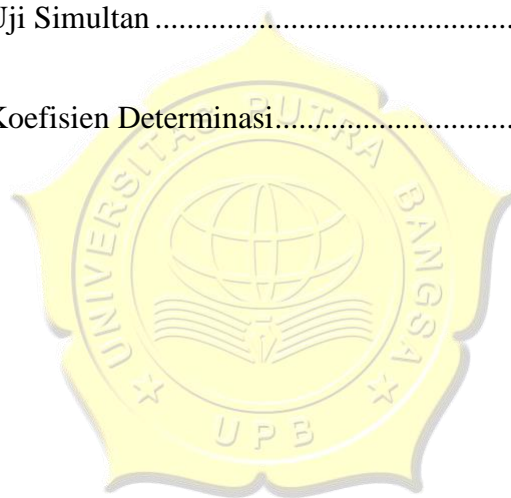 Uji Simultan ....................................
Koefisien Determinasi..........................
UNIVERSITAS PUTRA BANGSA
UPB